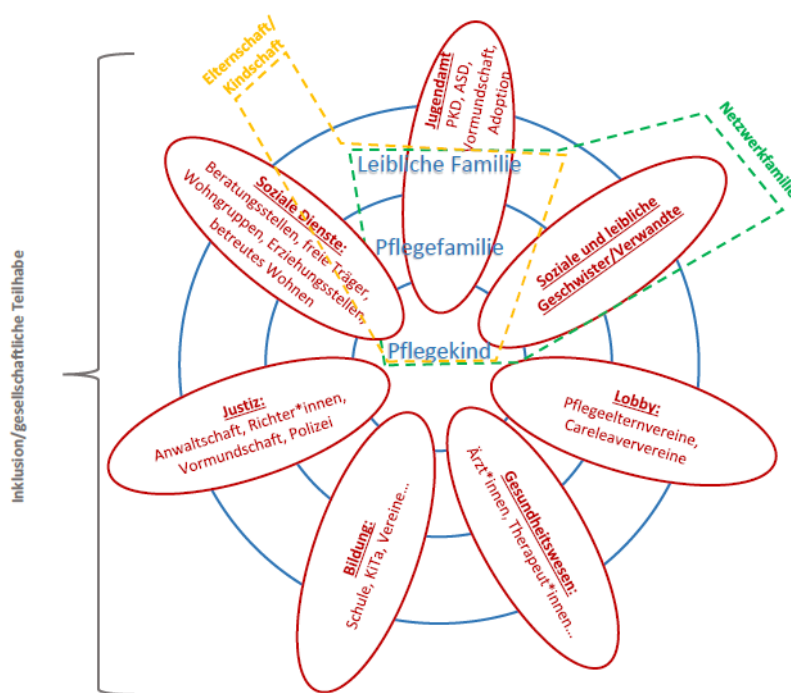 Inklusion/gesellschaftliche Teilhabe
Elternschaft/
Kindschaft
Jugendamt
PKD, ASD,
Vormundschaft,
Adoption
Netzwerkfamilie
Leibliche Familie
Pflegefamilie
Pflegekind
Soziale Dienste:
Beratungsstellen, freie Träger,
Wohngruppen, Erziehungsstellen,
betreutes Wohnen
Soziale und leibliche
Geschwister/Verwandte
Justiz:
Anwaltschaft, Richter*innen,
Vormundschaft, Polizei
Lobby:
Pflegeelternvereine,
Careleaververeine
Bildung:
Schule, KiTa, Vereine...
Gesundheitswesen:
Ärzt*innen, Therapeut*innen...